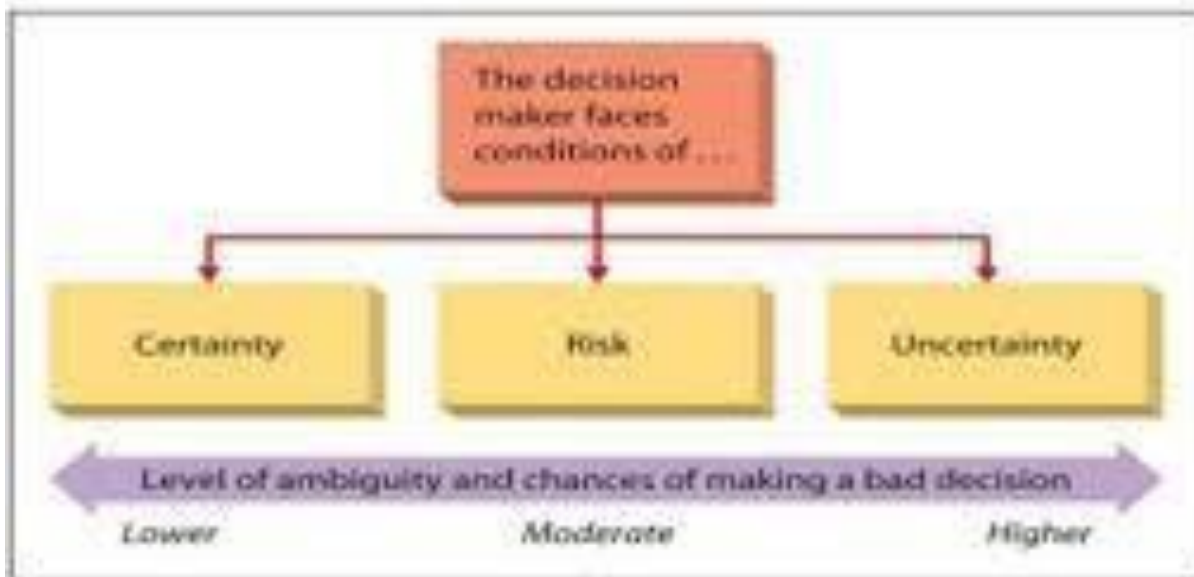 The decision
maker faces
conditions of ...
Certainty
Risk
Uncertainty
Level of ambiguity and chances of making a bad decision
Lower
Moderate
Higher